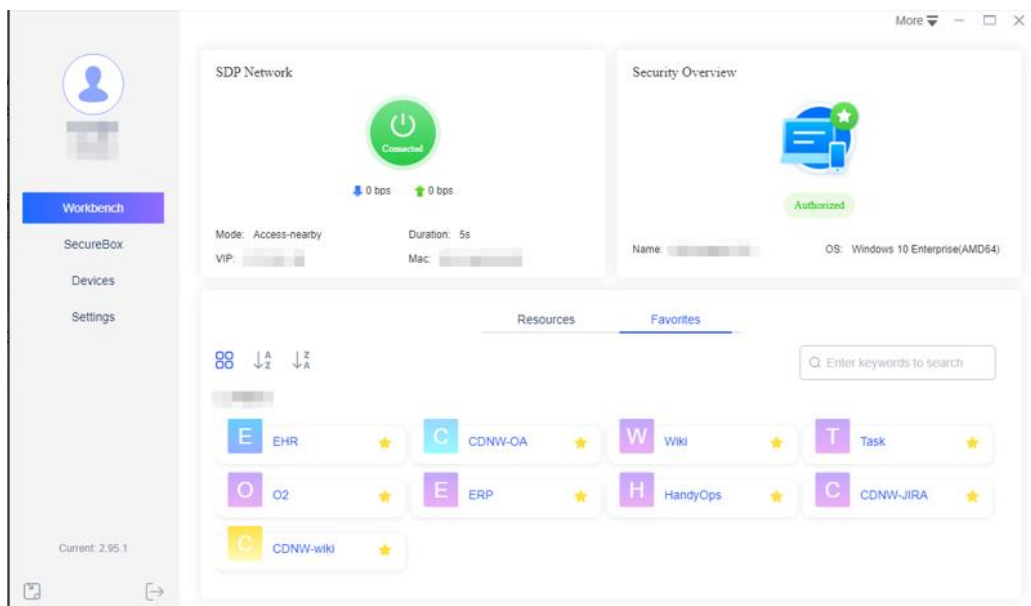 More
SDP Network
Connected
0 bps 0 bps
Mode: Access-nearby Duration: 5s
VIP: Mac:
Security Overview
Authorized
Name: OS: Windows 10 Enterprise(AMD64)
Workbench
SecureBox
Devices
Settings
Current: 2.95.1
Resources Favorites
A Z Z A
Enter keywords to search
E EHR
C CDNW-OA
W Wiki
T Task
O O2
E ERP
H HandyOps
C CDNW-JIRA
C CDNW-wiki